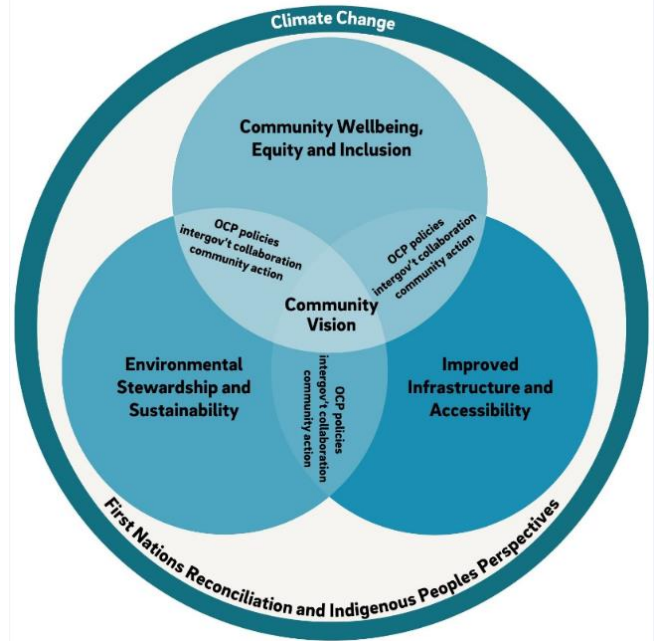 Climate Change
Community Wellbeing,
Equity and Inclusion
OCP policies
intergov't collaboration
community action
OCP policies
intergov't collaboration
community action
Community
Vision
Environmental
Stewardship and
Sustainability
OCP policies
intergov't collaboration
community action
Improved
Infrastructure and
Accessibility
First Nations Reconciliation and Indigenous Peoples Perspectives